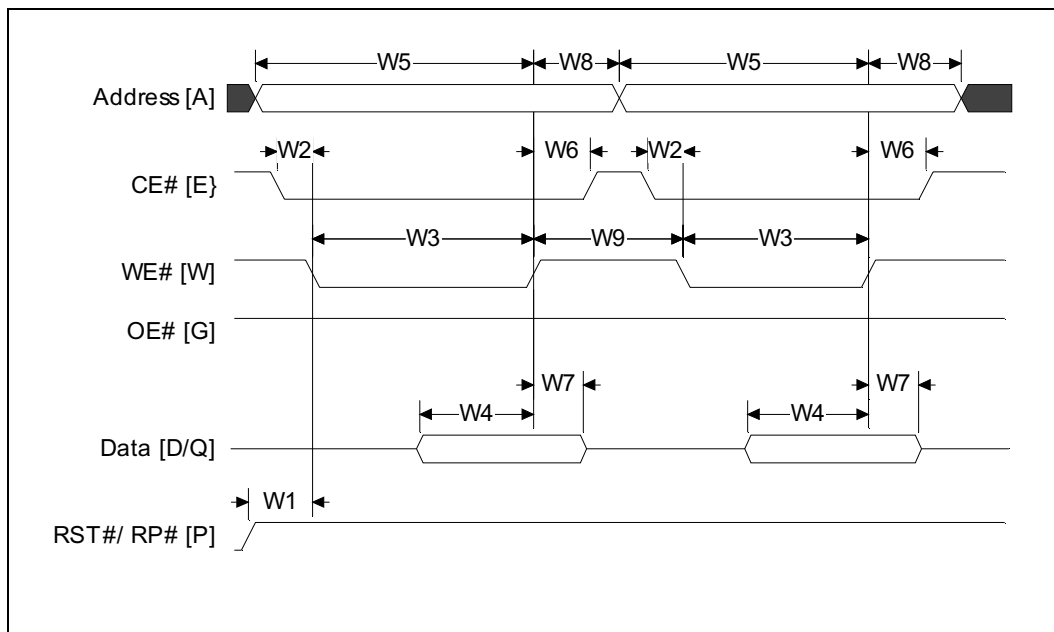 W5 W8 W5 W8
Address [A]
W2 W6 W2 W6
CE# [E}
W3 W9 W3
WE# [W]
OE# [G]
W7 W7
W4 W4
Data [D/Q]
W1
RST#/ RP# [P]